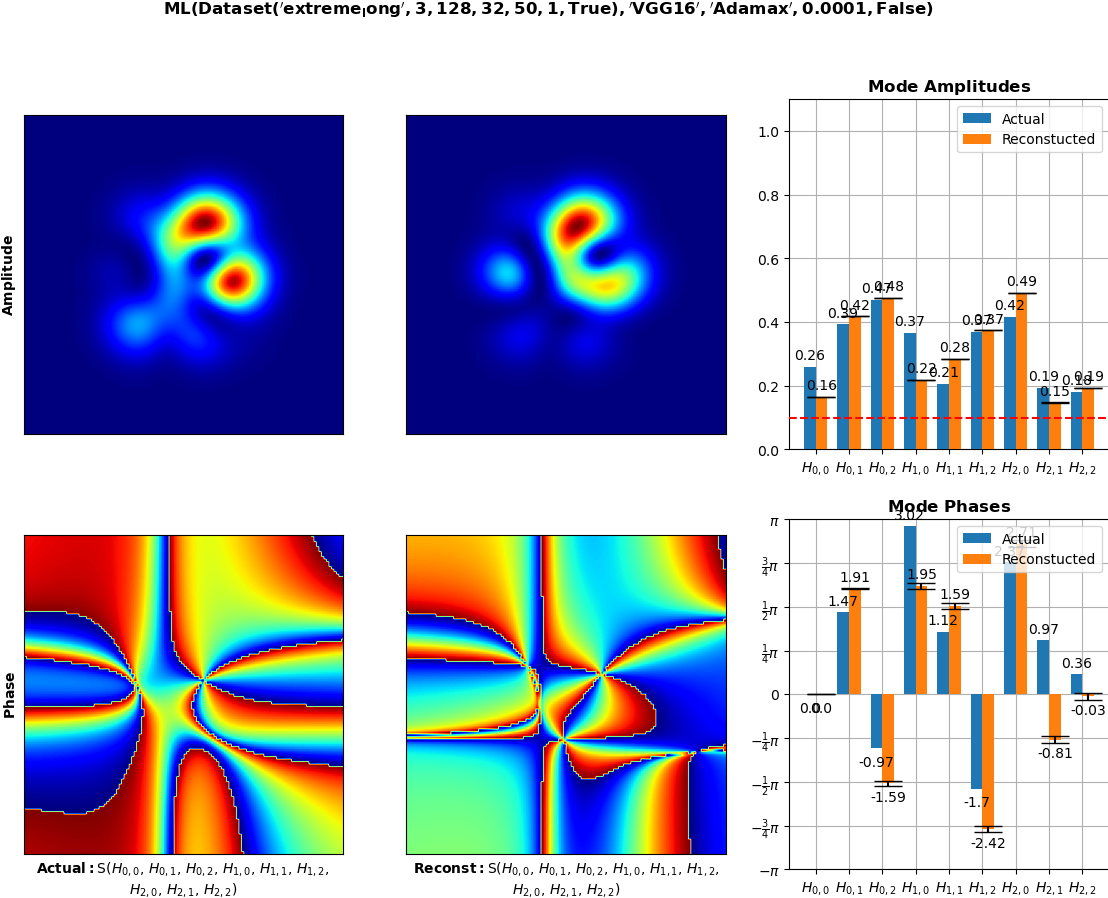 ML(Dataset('extreme_long', 3, 128, 32, 50, 1, True), 'VGG16', 'Adamax', 0.0001, False)
Amplitude
Mode Amplitudes
Actual
Reconstucted
1.0
0.8
0.6
0.4
0.2
0.0
0.26
0.16
0.39
0.42
0.47
0.48
0.37
0.22
0.21
0.28
0.37
0.37
0.42
0.49
0.19
0.15
0.18
0.19
H0,0 H0,1 H0,2 H1,0 H1,1 H1,2 H2,0 H2,1 H2,2
Phase
Mode Phases
Actual
Reconstucted
π
3/4π
1/2π
1/4π
0
−1/4π
−1/2π
−3/4π
−π
0.0
0.0
1.47
1.91
-0.97
-1.59
3.02
1.95
1.12
1.59
-1.7
-2.42
2.71
0.97
-0.81
0.36
-0.03
H0,0 H0,1 H0,2 H1,0 H1,1 H1,2 H2,0 H2,1 H2,2
Actual: S(H0,0, H0,1, H0,2, H1,0, H1,1, H1,2,
H2,0, H2,1, H2,2)
Reconst: S(H0,0, H0,1, H0,2, H1,0, H1,1, H1,2,
H2,0, H2,1, H2,2)